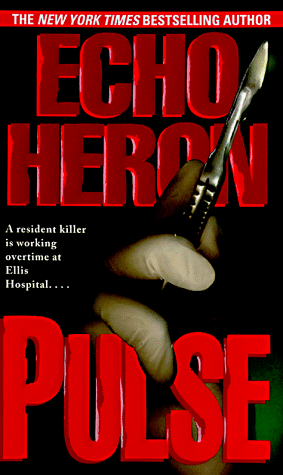 THE NEW YORK TIMES BESTSELLING AUTHOR
ECHO
HERON
A resident killer
is working
overtime at
Ellis
Hospital. . . .
PULSE